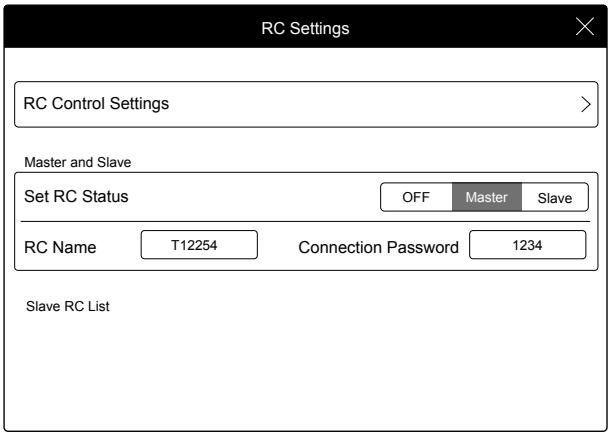 RC Settings
RC Control Settings
Master and Slave
Set RC Status OFF Master Slave
RC Name T12254 Connection Password 1234
Slave RC List